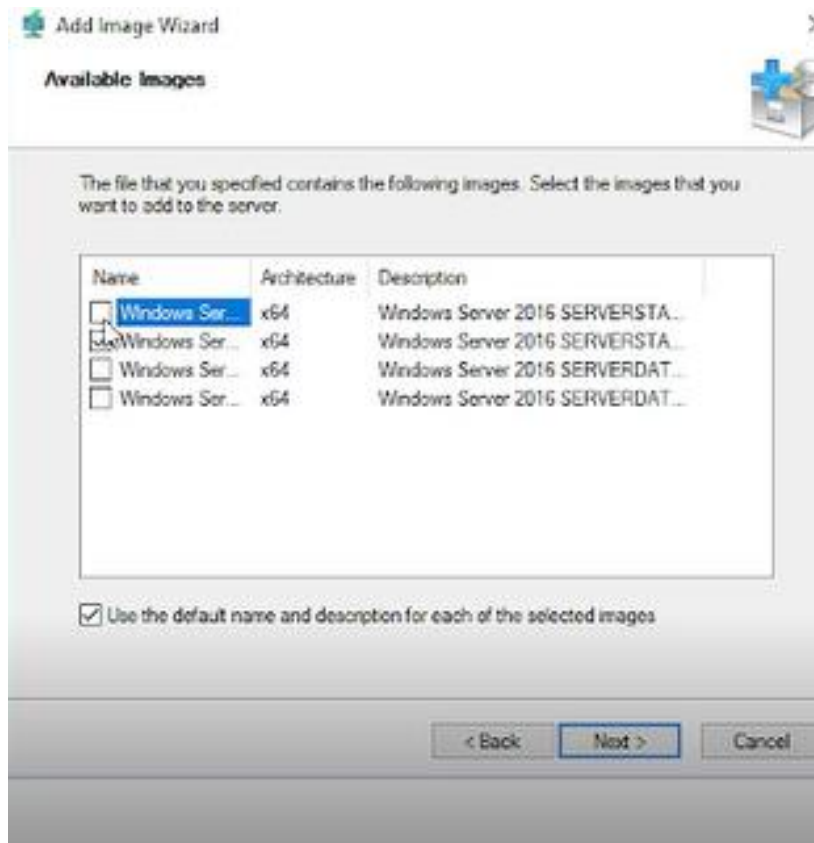 Add Image Wizard
Available Images
The file that you specified contains the following images. Select the images that you
want to add to the server.
Name Architecture Description
Windows Ser... x64 Windows Server 2016 SERVERSTA...
Windows Ser... x64 Windows Server 2016 SERVERSTA...
Windows Ser... x64 Windows Server 2016 SERVERDAT...
Windows Ser... x64 Windows Server 2016 SERVERDAT...
Use the default name and description for each of the selected images
< Back Next > Cancel